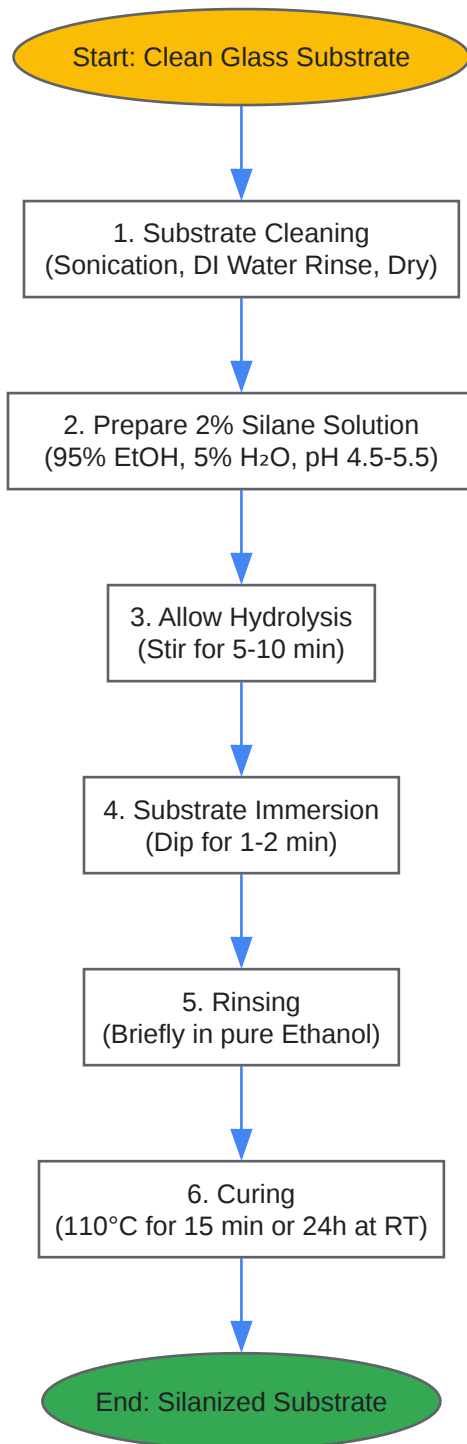 Start: Clean Glass Substrate
1. Substrate Cleaning
(Sonication, DI Water Rinse, Dry)
2. Prepare 2% Silane Solution
(95% EtOH, 5% H₂O, pH 4.5-5.5)
3. Allow Hydrolysis
(Stir for 5-10 min)
4. Substrate Immersion
(Dip for 1-2 min)
5. Rinsing
(Briefly in pure Ethanol)
6. Curing
(110°C for 15 min or 24h at RT)
End: Silanized Substrate